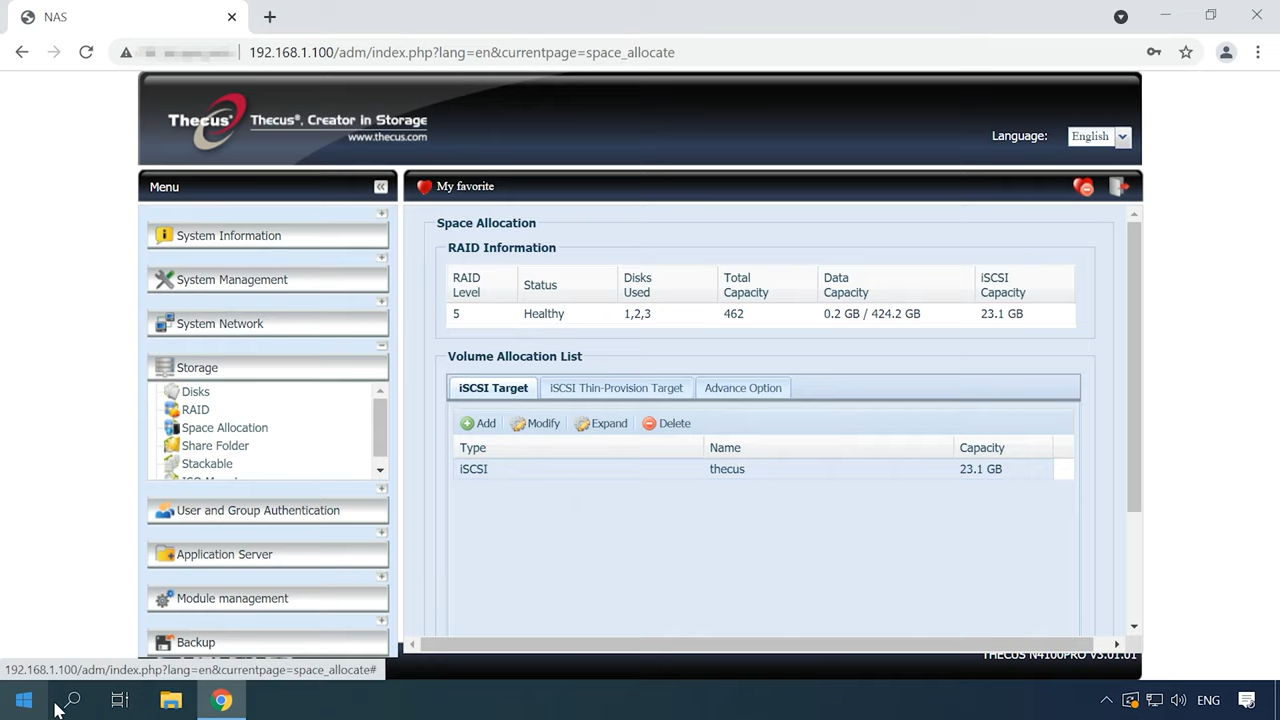 NAS
192.168.1.100/adm/index.php?lang=en&currentpage=space_allocate
Thecus®
Thecus®, Creator in Storage
www.thecus.com
Language: English
Menu
My favorite
System Information
System Management
System Network
Storage
Disks
RAID
Space Allocation
Share Folder
Stackable
User and Group Authentication
Application Server
Module management
Backup
Space Allocation
RAID Information
RAID Level Status Disks Used Total Capacity Data Capacity iSCSI Capacity
5 Healthy 1,2,3 462 0.2 GB / 424.2 GB 23.1 GB
Volume Allocation List
iSCSI Target iSCSI Thin-Provision Target Advance Option
Add Modify Expand Delete
Type Name Capacity
iSCSI thecus 23.1 GB
THECUS N4100PRO V3.01.01
192.168.1.100/adm/index.php?lang=en&currentpage=space_allocate#
ENG